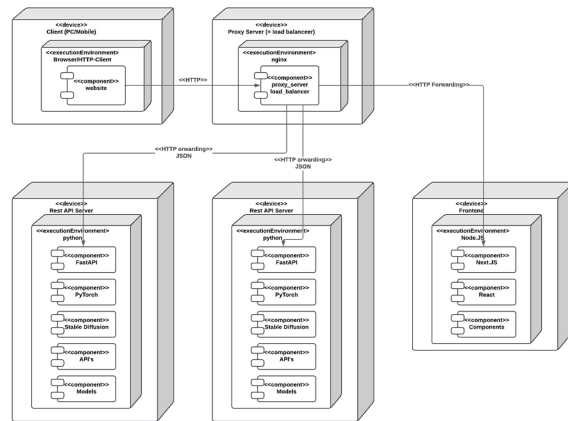 <<device>>
Client (PC/Mobile)
<<executionEnvironment>>
Browser/HTTP-Client
<<component>>
website
<<HTTP>>
<<device>>
Proxy Server (+ load balancer)
<<executionEnvironment>>
nginx
<<component>>
proxy_server
load_balancer
<<HTTP Forwarding>>
<<HTTP orwarding>>
JSON
<<HTTP orwarding>>
JSON
<<device>>
Rest API Server
<<executionEnvironment>>
python
<<component>>
FastAPI
<<component>>
PyTorch
<<component>>
Stable Diffusion
<<component>>
API's
<<component>>
Models
<<device>>
Rest API Server
<<executionEnvironment>>
python
<<component>>
FastAPI
<<component>>
PyTorch
<<component>>
Stable Diffusion
<<component>>
API's
<<component>>
Models
<<device>>
Frontend
<<executionEnvironment>>
Node.JS
<<component>>
Next.JS
<<component>>
React
<<component>>
Components